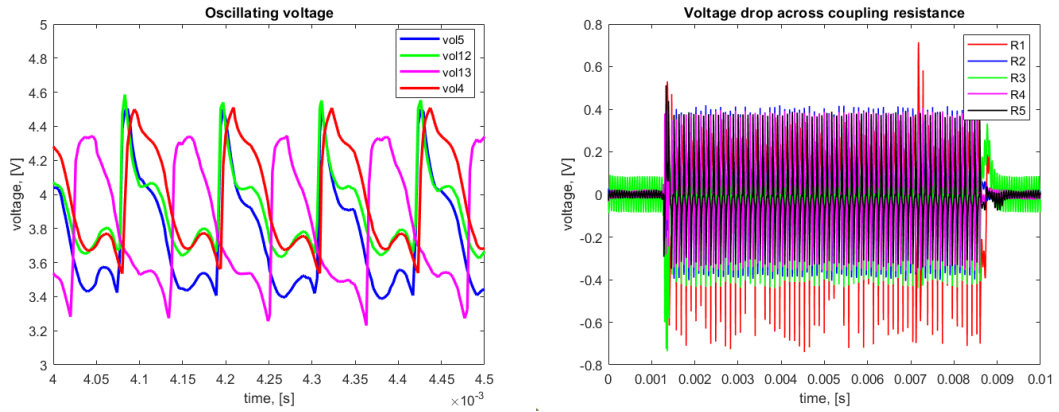 Oscillating voltage
5
4.8
4.6
4.4
4.2
4
3.8
3.6
3.4
3.2
3
voltage, [V]
vol5
vol12
vol13
vol4
4 4.05 4.1 4.15 4.2 4.25 4.3 4.35 4.4 4.45 4.5
time, [s]
×10⁻³
Voltage drop across coupling resistance
0.8
0.6
0.4
0.2
0
-0.2
-0.4
-0.6
-0.8
voltage, [V]
R1
R2
R3
R4
R5
0 0.001 0.002 0.003 0.004 0.005 0.006 0.007 0.008 0.009 0.01
time, [s]